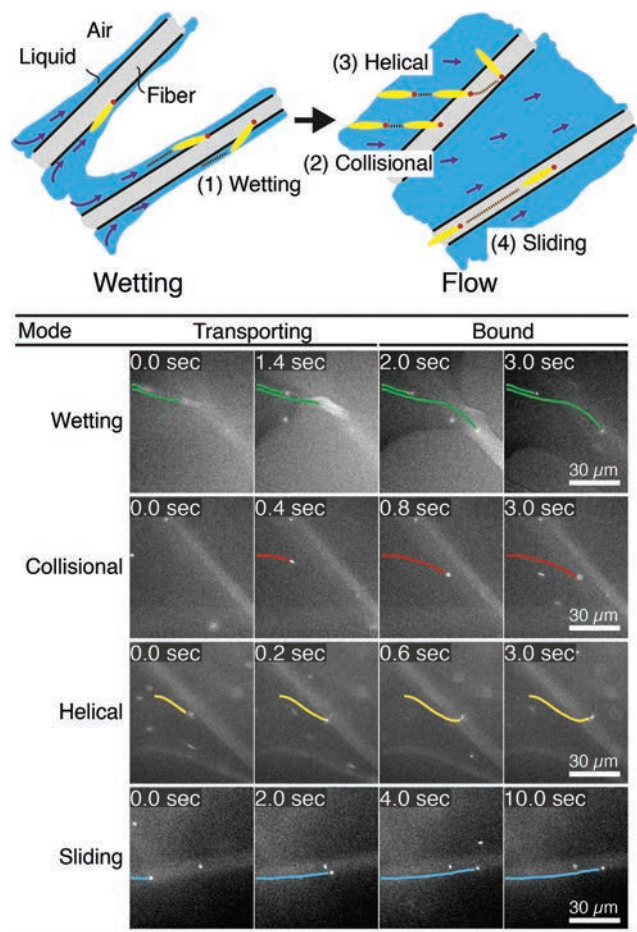 Air
Liquid
Fiber
(1) Wetting
Wetting
(3) Helical
(2) Collisional
(4) Sliding
Flow
Mode Transporting Bound
Wetting 0.0 sec 1.4 sec 2.0 sec 3.0 sec
30 µm
Collisional 0.0 sec 0.4 sec 0.8 sec 3.0 sec
30 µm
Helical 0.0 sec 0.2 sec 0.6 sec 3.0 sec
30 µm
Sliding 0.0 sec 2.0 sec 4.0 sec 10.0 sec
30 µm